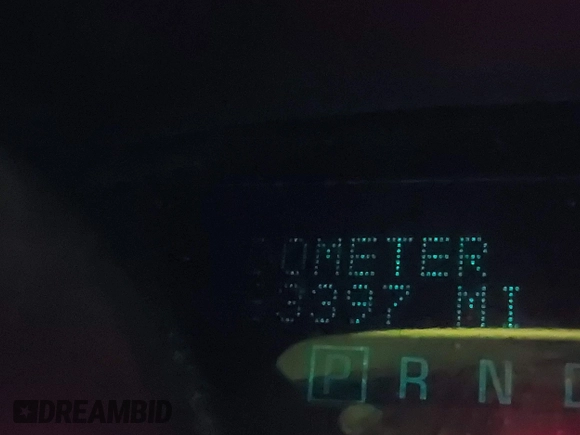 OMETER
3397 MI
P R N
DREAMBID